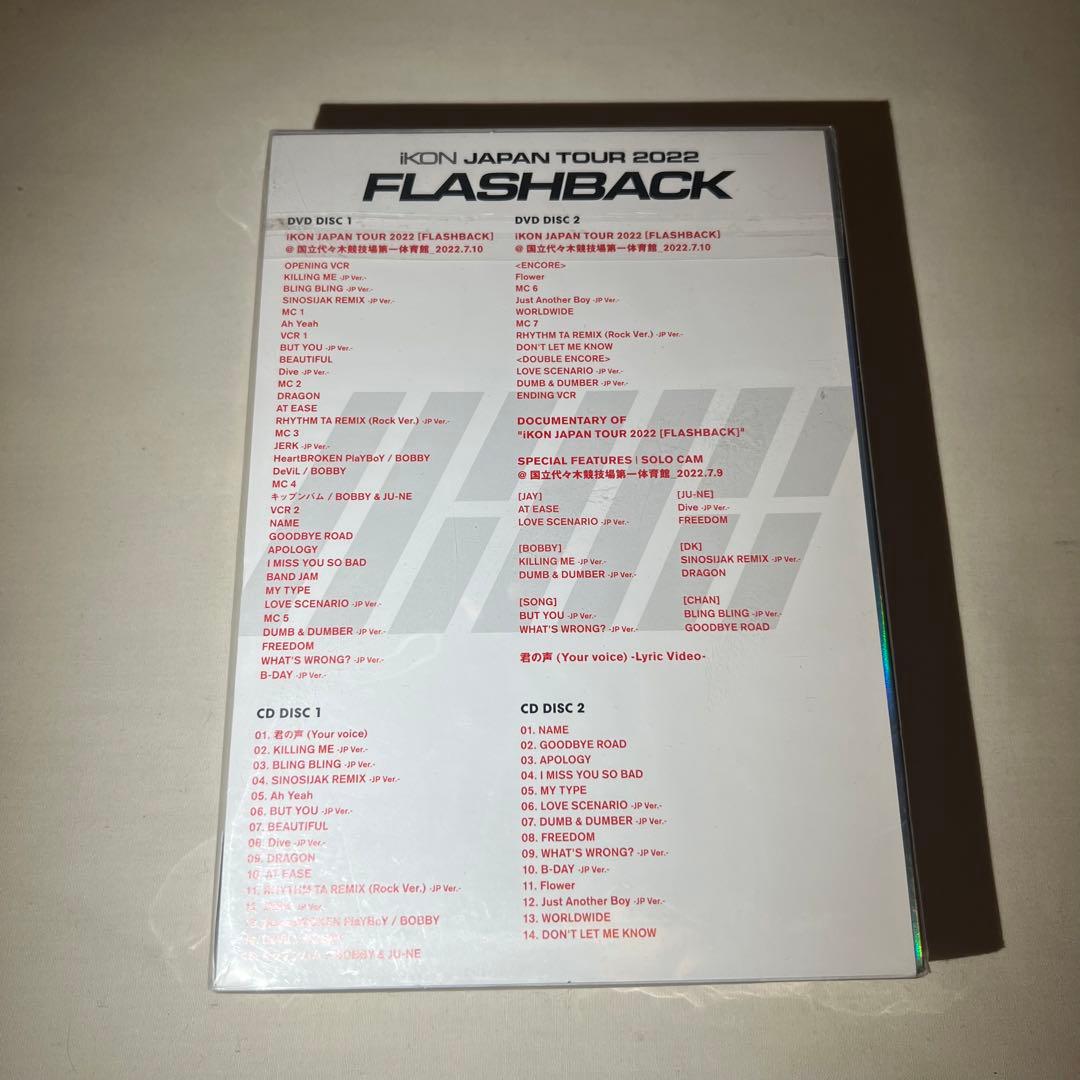 iKON JAPAN TOUR 2022
FLASHBACK
DVD DISC 1
iKON JAPAN TOUR 2022 [FLASHBACK]
@ 国立代々木競技場第一体育館_2022.7.10
OPENING VCR
KILLING ME -JP Ver.-
BLING BLING -JP Ver.-
SINOSIJAK REMIX -JP Ver.-
MC 1
Ah Yeah
VCR 1
BUT YOU -JP Ver.-
BEAUTIFUL
Dive -JP Ver.-
MC 2
DRAGON
AT EASE
RHYTHM TA REMIX (Rock Ver.) -JP Ver.-
MC 3
JERK -JP Ver.-
HeartBROKEN PlaYBoY / BOBBY
DeViL / BOBBY
MC 4
キップンバム / BOBBY & JU-NE
VCR 2
NAME
GOODBYE ROAD
APOLOGY
I MISS YOU SO BAD
BAND JAM
MY TYPE
LOVE SCENARIO -JP Ver.-
MC 5
DUMB & DUMBER -JP Ver.-
FREEDOM
WHAT'S WRONG? -JP Ver.-
B-DAY -JP Ver.-
DVD DISC 2
iKON JAPAN TOUR 2022 [FLASHBACK]
@ 国立代々木競技場第一体育館_2022.7.10
<ENCORE>
Flower
MC 6
Just Another Boy -JP Ver.-
WORLDWIDE
MC 7
RHYTHM TA REMIX (Rock Ver.) -JP Ver.-
DON'T LET ME KNOW
<DOUBLE ENCORE>
LOVE SCENARIO -JP Ver.-
DUMB & DUMBER -JP Ver.-
ENDING VCR
DOCUMENTARY OF
"iKON JAPAN TOUR 2022 [FLASHBACK]"
SPECIAL FEATURES | SOLO CAM
@ 国立代々木競技場第一体育館_2022.7.9
[JAY]
AT EASE
LOVE SCENARIO -JP Ver.-
[JU-NE]
Dive -JP Ver.-
FREEDOM
[BOBBY]
KILLING ME -JP Ver.-
DUMB & DUMBER -JP Ver.-
[DK]
SINOSIJAK REMIX -JP Ver.-
DRAGON
[SONG]
BUT YOU -JP Ver.-
WHAT'S WRONG? -JP Ver.-
[CHAN]
BLING BLING -JP Ver.-
GOODBYE ROAD
君の声 (Your voice) -Lyric Video-
CD DISC 1
01. 君の声 (Your voice)
02. KILLING ME -JP Ver.-
03. BLING BLING -JP Ver.-
04. SINOSIJAK REMIX -JP Ver.-
05. Ah Yeah
06. BUT YOU -JP Ver.-
07. BEAUTIFUL
08. Dive -JP Ver.-
09. DRAGON
10. AT EASE
11. RHYTHM TA REMIX (Rock Ver.) -JP Ver.-
PlaYBoY / BOBBY
BOBBY & JU-NE
CD DISC 2
01. NAME
02. GOODBYE ROAD
03. APOLOGY
04. I MISS YOU SO BAD
05. MY TYPE
06. LOVE SCENARIO -JP Ver.-
07. DUMB & DUMBER -JP Ver.-
08. FREEDOM
09. WHAT'S WRONG? -JP Ver.-
10. B-DAY -JP Ver.-
11. Flower
12. Just Another Boy -JP Ver.-
13. WORLDWIDE
14. DON'T LET ME KNOW